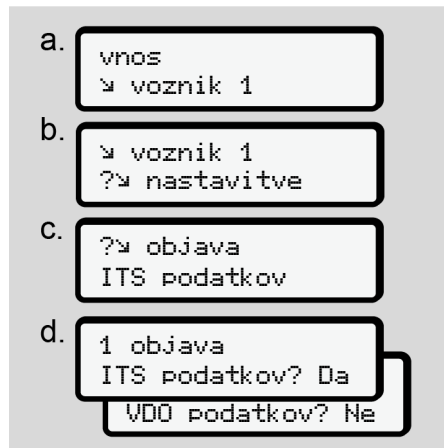 a.
vnos
↘ voznik 1
b.
↘ voznik 1
?↘ nastavitve
c.
?↘ objava
ITS podatkov
d.
1 objava
ITS podatkov? Da
VDO podatkov? Ne